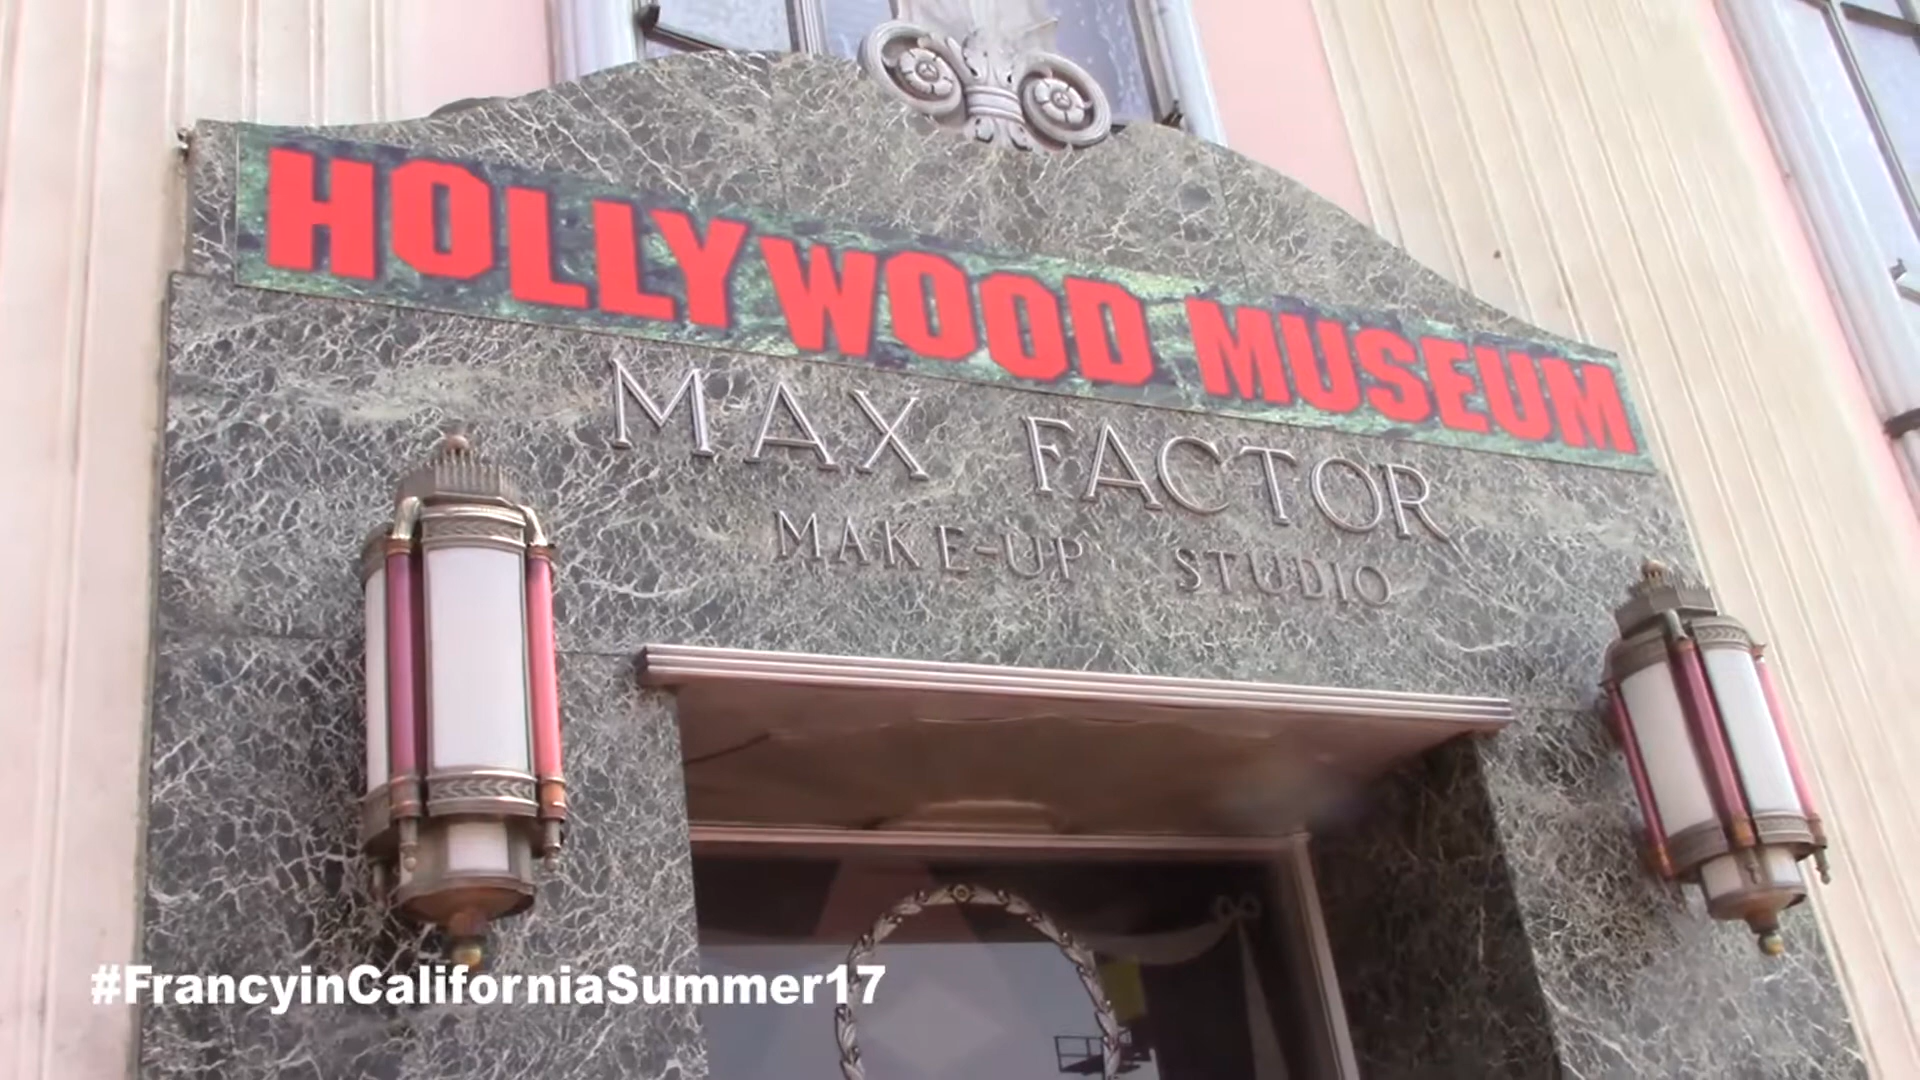 HOLLYWOOD MUSEUM
MAX FACTOR
MAKE-UP STUDIO
#FrancyinCaliforniaSummer17